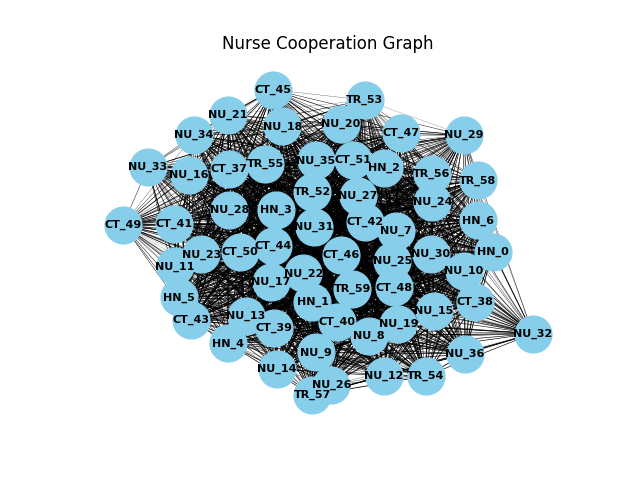 Nurse Cooperation Graph
CT_45
TR_53
NU_21
NU_18
NU_20
NU_34
CT_47
NU_29
NU_33
NU_16
CT_37
TR_55
NU_35
CT_51
HN_2
TR_56
TR_58
TR_52
NU_27
NU_24
NU_28
HN_3
CT_49
CT_41
NU_31
CT_42
NU_7
HN_6
NU_23
CT_50
CT_44
CT_46
NU_25
NU_30
HN_0
NU_11
NU_17
NU_22
NU_10
HN_5
HN_1
TR_59
CT_48
CT_38
CT_43
NU_13
CT_39
CT_40
NU_8
NU_19
NU_15
NU_32
HN_4
NU_9
NU_36
NU_14
NU_26
NU_12
TR_54
TR_57